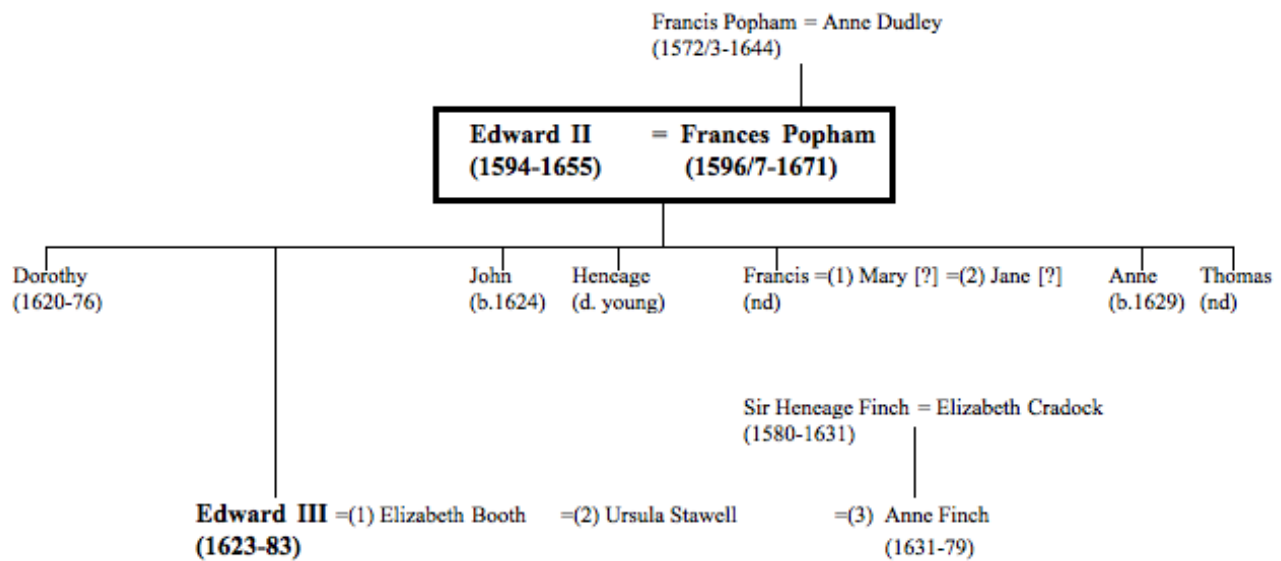 Francis Popham = Anne Dudley
(1572/3-1644)
Edward II = Frances Popham
(1594-1655) (1596/7-1671)
Dorothy John Heneage Francis =(1) Mary [?] =(2) Jane [?] Anne Thomas
(1620-76) (b.1624) (d. young) (nd) (b.1629) (nd)
Sir Heneage Finch = Elizabeth Cradock
(1580-1631)
Edward III =(1) Elizabeth Booth =(2) Ursula Stawell =(3) Anne Finch
(1623-83) (1631-79)